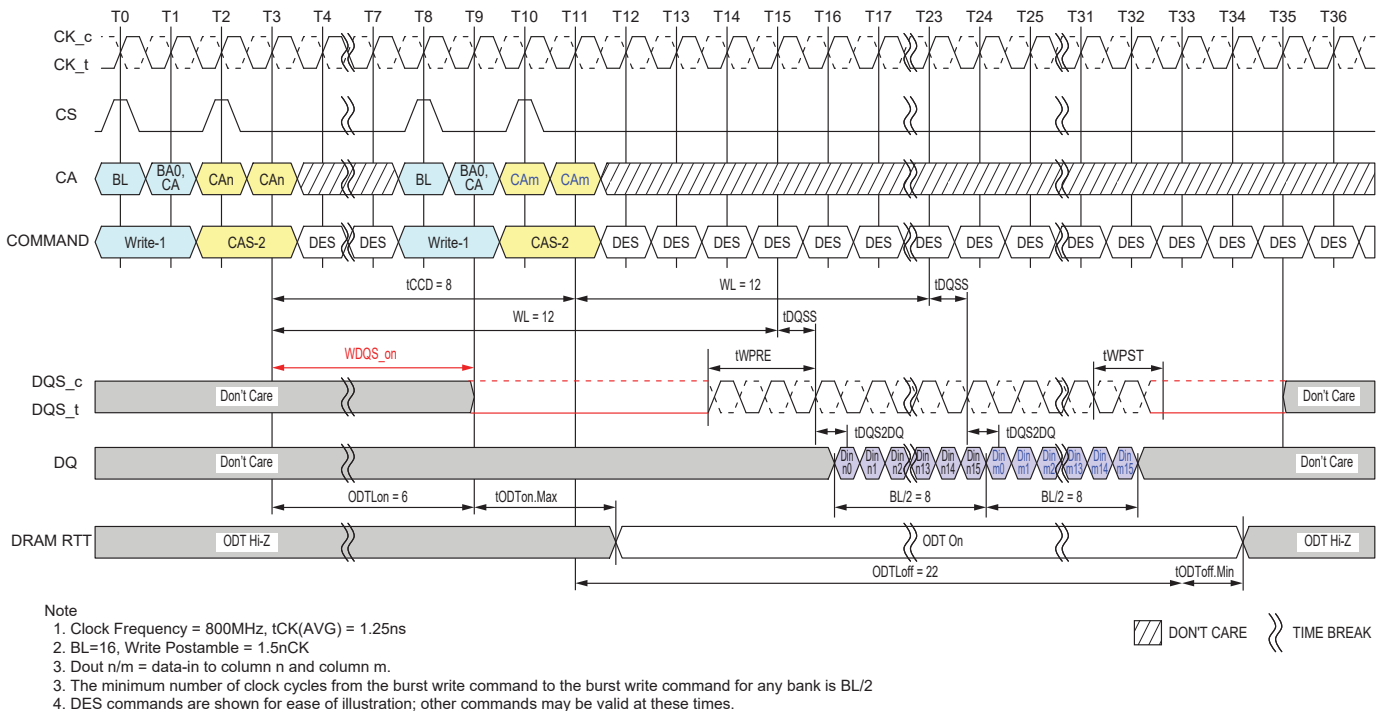 T0 T1 T2 T3 T4 T7 T8 T9 T10 T11 T12 T13 T14 T15 T16 T17 T23 T24 T25 T31 T32 T33 T34 T35 T36
CK_c
CK_t
CS
CA BL BA0, CA CAn CAn BL BA0, CA CAm CAm
COMMAND Write-1 CAS-2 DES DES Write-1 CAS-2 DES DES DES DES DES DES DES DES DES DES DES DES DES DES DES
tCCD = 8 WL = 12 tDQSS
WL = 12 tDQSS
WDQS_on tWPRE tWPST
DQS_c
DQS_t
Don't Care Don't Care
tDQS2DQ tDQS2DQ
DQ Don't Care Din n0 Din n1 Din n2 Din n13 Din n14 Din n15 Din m0 Din m1 Din m2 Din m13 Din m14 Din m15 Don't Care
ODTLon = 6 tODTon.Max BL/2 = 8 BL/2 = 8
DRAM RTT ODT Hi-Z ODT On ODT Hi-Z
ODTLoff = 22 tODToff.Min
Note
1. Clock Frequency = 800MHz, tCK(AVG) = 1.25ns
2. BL=16, Write Postamble = 1.5nCK
3. Dout n/m = data-in to column n and column m.
3. The minimum number of clock cycles from the burst write command to the burst write command for any bank is BL/2
4. DES commands are shown for ease of illustration; other commands may be valid at these times.
DON'T CARE TIME BREAK